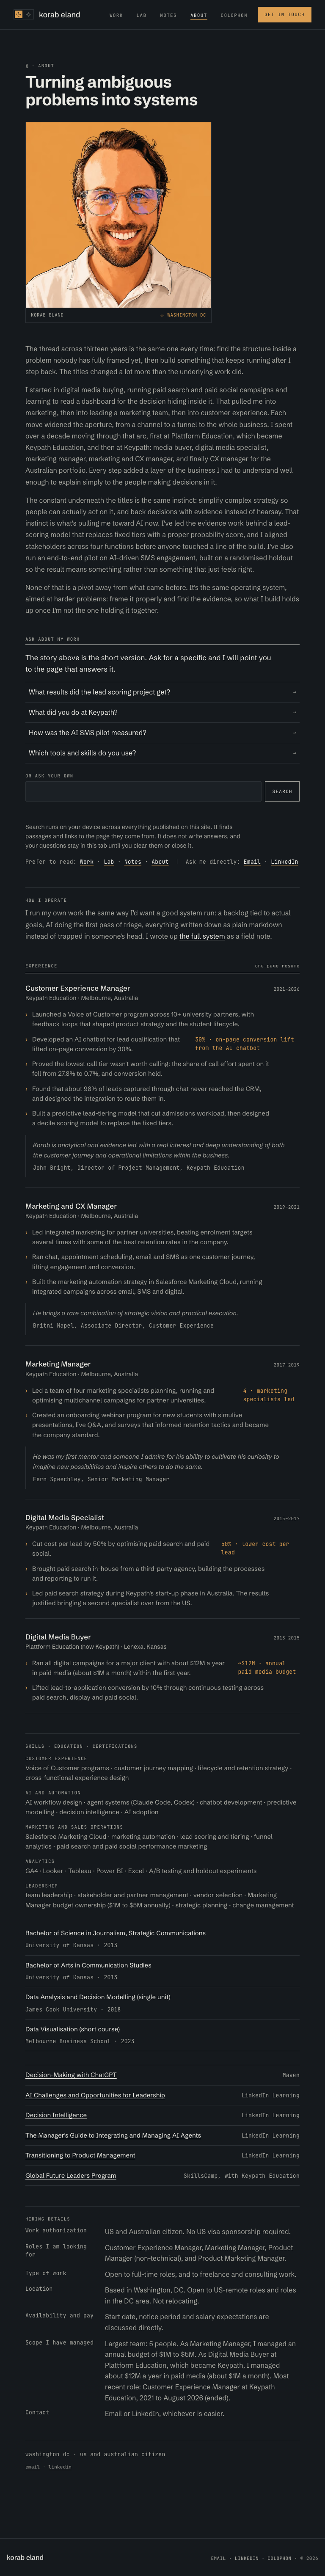 korab eland
WORK LAB NOTES ABOUT COLOPHON GET IN TOUCH
§ · ABOUT
Turning ambiguous
problems into systems
KORAB ELAND WASHINGTON DC
The thread across thirteen years is the same one every time: find the structure inside a
problem nobody has fully framed yet, then build something that keeps running after I
step back. The titles changed a lot more than the underlying work did.
I started in digital media buying, running paid search and paid social campaigns and
learning to read a dashboard for the decision hiding inside it. That pulled me into
marketing, then into leading a marketing team, then into customer experience. Each
move widened the aperture, from a channel to a funnel to the whole business. I spent
over a decade moving through that arc, first at Plattform Education, which became
Keypath Education, and then at Keypath: media buyer, digital media specialist,
marketing manager, marketing and CX manager, and finally CX manager for the
Australian portfolio. Every step added a layer of the business I had to understand well
enough to explain simply to the people making decisions in it.
The constant underneath the titles is the same instinct: simplify complex strategy so
people can actually act on it, and back decisions with evidence instead of hearsay. That
instinct is what's pulling me toward AI now. I've led the evidence work behind a lead-
scoring model that replaces fixed tiers with a proper probability score, and I aligned
stakeholders across four functions before anyone touched a line of the build. I've also
run an end-to-end pilot on AI-driven SMS engagement, built on a randomised holdout
so the result means something rather than something that just feels right.
None of that is a pivot away from what came before. It's the same operating system,
aimed at harder problems: frame it properly and find the evidence, so what I build holds
up once I'm not the one holding it together.
ASK ABOUT MY WORK
The story above is the short version. Ask for a specific and I will point you
to the page that answers it.
What results did the lead scoring project get?
What did you do at Keypath?
How was the AI SMS pilot measured?
Which tools and skills do you use?
OR ASK YOUR OWN
SEARCH
Search runs on your device across everything published on this site. It finds
passages and links to the page they come from. It does not write answers, and
your questions stay in this tab until you clear them or close it.
Prefer to read: Work · Lab · Notes · About Ask me directly: Email · LinkedIn
HOW I OPERATE
I run my own work the same way I'd want a good system run: a backlog tied to actual
goals, AI doing the first pass of triage, everything written down as plain markdown
instead of trapped in someone's head. I wrote up the full system as a field note.
EXPERIENCE one-page resume
Customer Experience Manager 2021–2026
Keypath Education · Melbourne, Australia
› Launched a Voice of Customer program across 10+ university partners, with
feedback loops that shaped product strategy and the student lifecycle.
› Developed an AI chatbot for lead qualification that
lifted on-page conversion by 30%.
30% · on-page conversion lift
from the AI chatbot
› Proved the lowest call tier wasn't worth calling: the share of call effort spent on it
fell from 27.8% to 0.7%, and conversion held.
› Found that about 98% of leads captured through chat never reached the CRM,
and designed the integration to route them in.
› Built a predictive lead-tiering model that cut admissions workload, then designed
a decile scoring model to replace the fixed tiers.
Korab is analytical and evidence led with a real interest and deep understanding of both
the customer journey and operational limitations within the business.
John Bright, Director of Project Management, Keypath Education
Marketing and CX Manager 2019–2021
Keypath Education · Melbourne, Australia
› Led integrated marketing for partner universities, beating enrolment targets
several times with some of the best retention rates in the company.
› Ran chat, appointment scheduling, email and SMS as one customer journey,
lifting engagement and conversion.
› Built the marketing automation strategy in Salesforce Marketing Cloud, running
integrated campaigns across email, SMS and digital.
He brings a rare combination of strategic vision and practical execution.
Britni Mapel, Associate Director, Customer Experience
Marketing Manager 2017–2019
Keypath Education · Melbourne, Australia
› Led a team of four marketing specialists planning, running and
optimising multichannel campaigns for partner universities.
4 · marketing
specialists led
› Created an onboarding webinar program for new students with simulive
presentations, live Q&A, and surveys that informed retention tactics and became
the company standard.
He was my first mentor and someone I admire for his ability to cultivate his curiosity to
imagine new possibilities and inspire others to do the same.
Fern Speechley, Senior Marketing Manager
Digital Media Specialist 2015–2017
Keypath Education · Melbourne, Australia
› Cut cost per lead by 50% by optimising paid search and paid
social.
50% · lower cost per
lead
› Brought paid search in-house from a third-party agency, building the processes
and reporting to run it.
› Led paid search strategy during Keypath's start-up phase in Australia. The results
justified bringing a second specialist over from the US.
Digital Media Buyer 2013–2015
Plattform Education (now Keypath) · Lenexa, Kansas
› Ran all digital campaigns for a major client with about $12M a year
in paid media (about $1M a month) within the first year.
~$12M · annual
paid media budget
› Lifted lead-to-application conversion by 10% through continuous testing across
paid search, display and paid social.
SKILLS · EDUCATION · CERTIFICATIONS
CUSTOMER EXPERIENCE
Voice of Customer programs · customer journey mapping · lifecycle and retention strategy ·
cross-functional experience design
AI AND AUTOMATION
AI workflow design · agent systems (Claude Code, Codex) · chatbot development · predictive
modelling · decision intelligence · AI adoption
MARKETING AND SALES OPERATIONS
Salesforce Marketing Cloud · marketing automation · lead scoring and tiering · funnel
analytics · paid search and paid social performance marketing
ANALYTICS
GA4 · Looker · Tableau · Power BI · Excel · A/B testing and holdout experiments
LEADERSHIP
team leadership · stakeholder and partner management · vendor selection · Marketing
Manager budget ownership ($1M to $5M annually) · strategic planning · change management
Bachelor of Science in Journalism, Strategic Communications
University of Kansas · 2013
Bachelor of Arts in Communication Studies
University of Kansas · 2013
Data Analysis and Decision Modelling (single unit)
James Cook University · 2018
Data Visualisation (short course)
Melbourne Business School · 2023
Decision-Making with ChatGPT Maven
AI Challenges and Opportunities for Leadership LinkedIn Learning
Decision Intelligence LinkedIn Learning
The Manager's Guide to Integrating and Managing AI Agents LinkedIn Learning
Transitioning to Product Management LinkedIn Learning
Global Future Leaders Program SkillsCamp, with Keypath Education
HIRING DETAILS
Work authorization US and Australian citizen. No US visa sponsorship required.
Roles I am looking
for
Customer Experience Manager, Marketing Manager, Product
Manager (non-technical), and Product Marketing Manager.
Type of work Open to full-time roles, and to freelance and consulting work.
Location Based in Washington, DC. Open to US-remote roles and roles
in the DC area. Not relocating.
Availability and pay Start date, notice period and salary expectations are
discussed directly.
Scope I have managed Largest team: 5 people. As Marketing Manager, I managed an
annual budget of $1M to $5M. As Digital Media Buyer at
Plattform Education, which became Keypath, I managed
about $12M a year in paid media (about $1M a month). Most
recent role: Customer Experience Manager at Keypath
Education, 2021 to August 2026 (ended).
Contact Email or LinkedIn, whichever is easier.
washington dc · us and australian citizen
email · linkedin
korab eland EMAIL · LINKEDIN · COLOPHON · © 2026